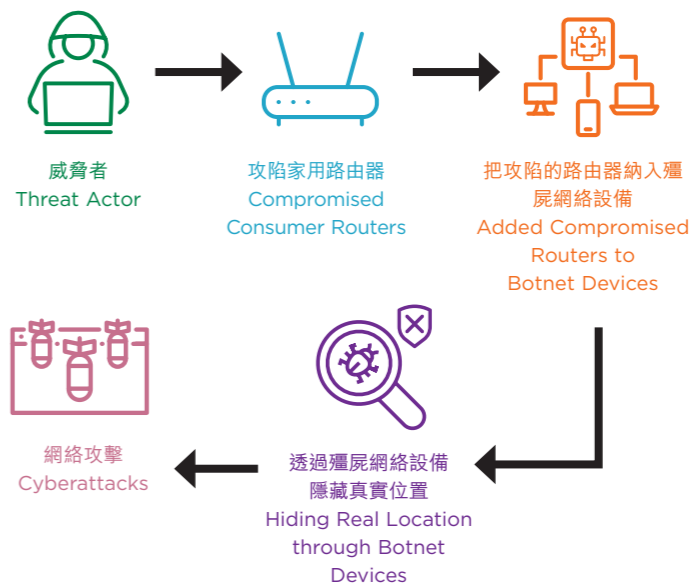 威脅者
Threat Actor
攻陷家用路由器
Compromised
Consumer Routers
把攻陷的路由器納入殭
屍網絡設備
Added Compromised
Routers to
Botnet Devices
透過殭屍網絡設備
隱藏真實位置
Hiding Real Location
through Botnet
Devices
網絡攻擊
Cyberattacks